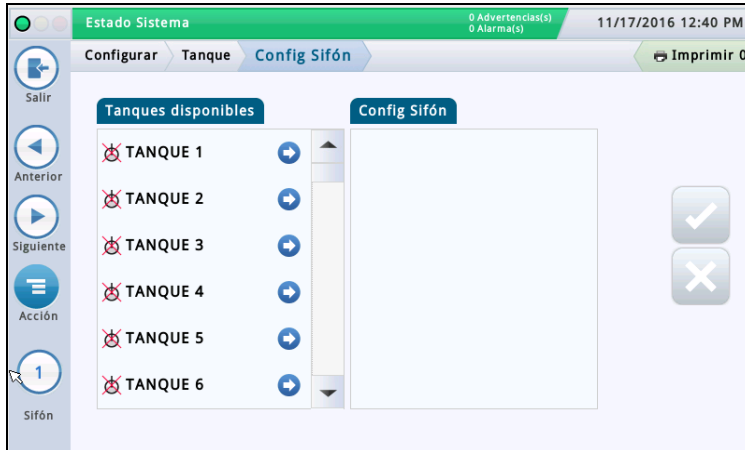 Estado Sistema
0 Advertencias(s)
0 Alarma(s)
11/17/2016 12:40 PM
Configurar Tanque Config Sifón
Imprimir 0
Salir
Anterior
Siguiente
Acción
1
Sifón
Tanques disponibles
TANQUE 1
TANQUE 2
TANQUE 3
TANQUE 4
TANQUE 5
TANQUE 6
Config Sifón